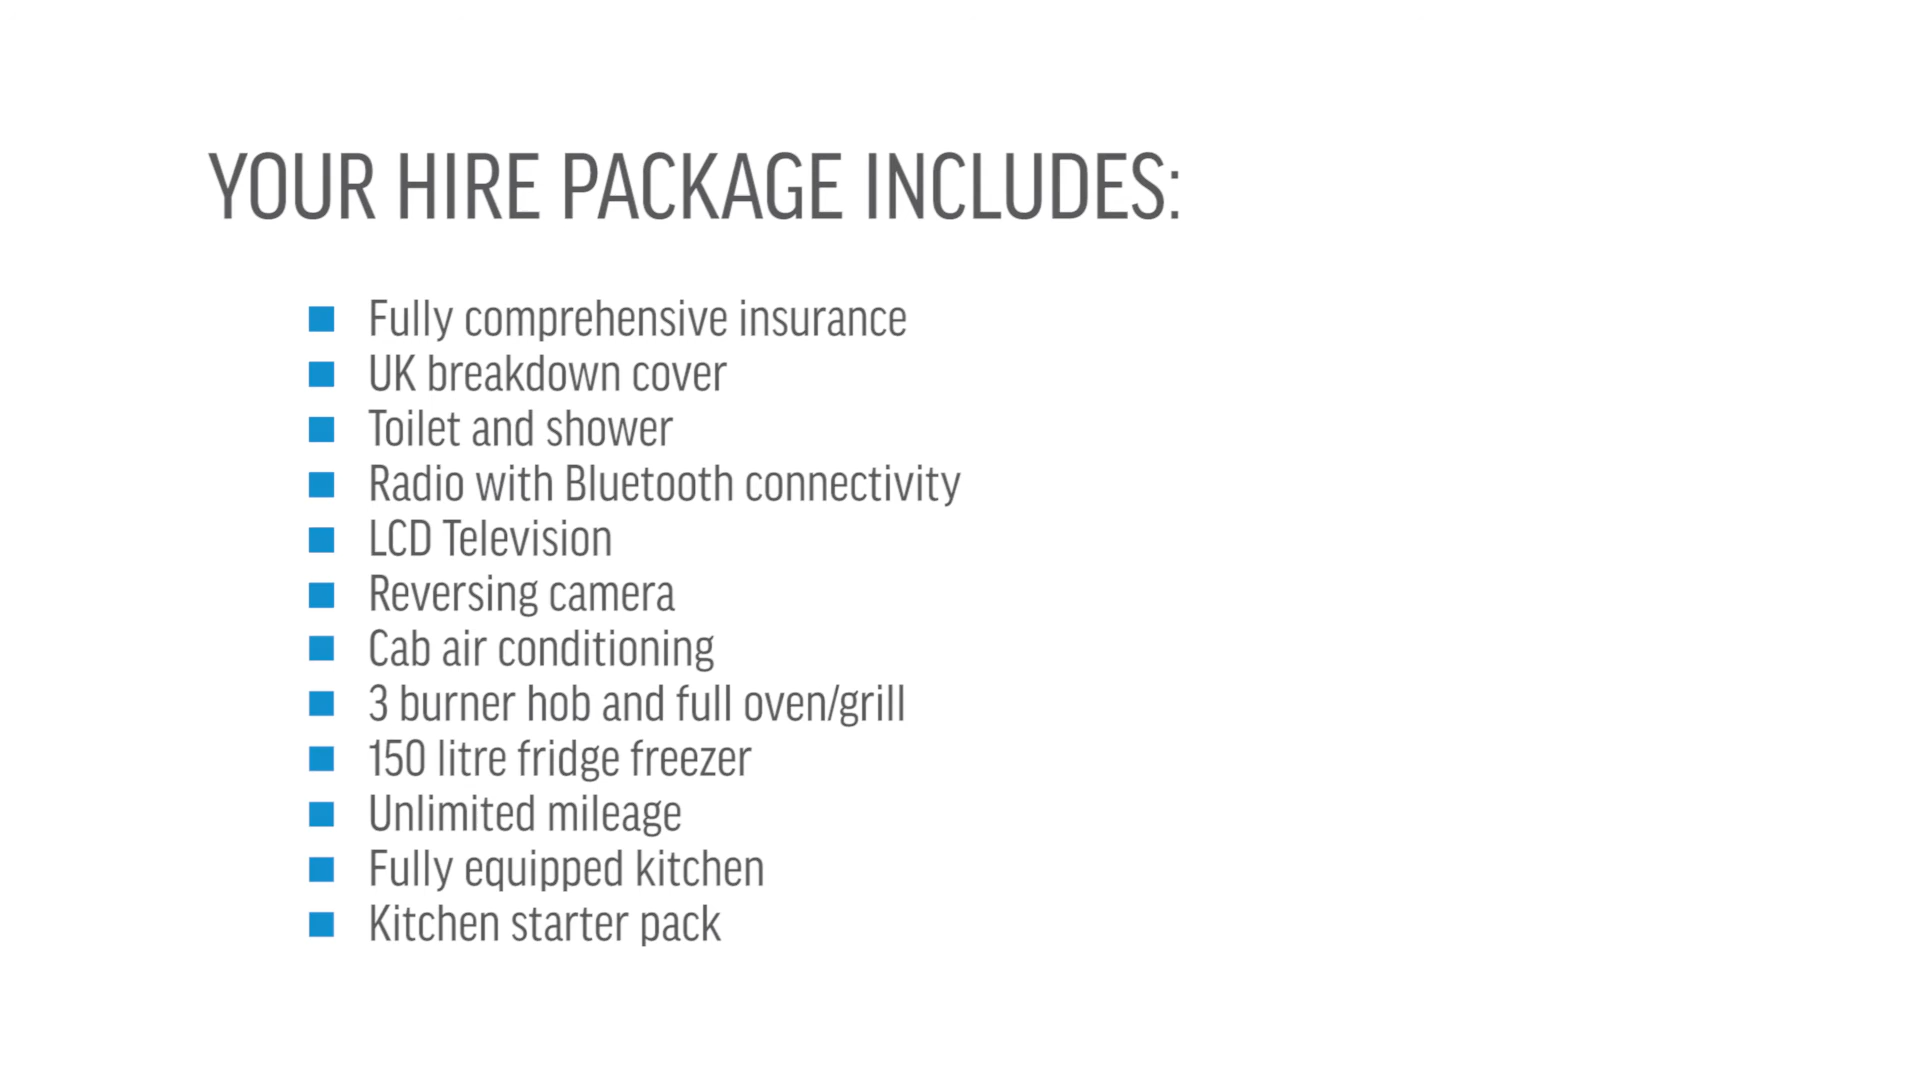 YOUR HIRE PACKAGE INCLUDES:
Fully comprehensive insurance
UK breakdown cover
Toilet and shower
Radio with Bluetooth connectivity
LCD Television
Reversing camera
Cab air conditioning
3 burner hob and full oven/grill
150 litre fridge freezer
Unlimited mileage
Fully equipped kitchen
Kitchen starter pack